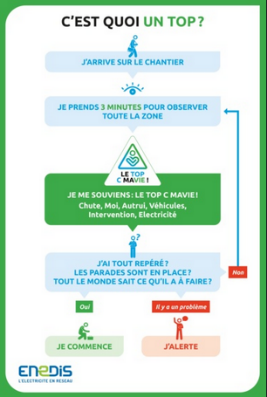 C'EST QUOI UN TOP ?
J'ARRIVE SUR LE CHANTIER
JE PRENDS 3 MINUTES POUR OBSERVER
TOUTE LA ZONE
LE TOP
C MAVIE !
JE ME SOUVIENS : LE TOP C MAVIE !
Chute, Moi, Autrui, Véhicules,
Intervention, Electricité
J'AI TOUT REPÉRÉ ?
LES PARADES SONT EN PLACE ?
TOUT LE MONDE SAIT CE QU'IL A À FAIRE ?
Non
Oui
Il y a un problème
JE COMMENCE
J'ALERTE
ENEDIS
L'ELECTRICITE EN RESEAU